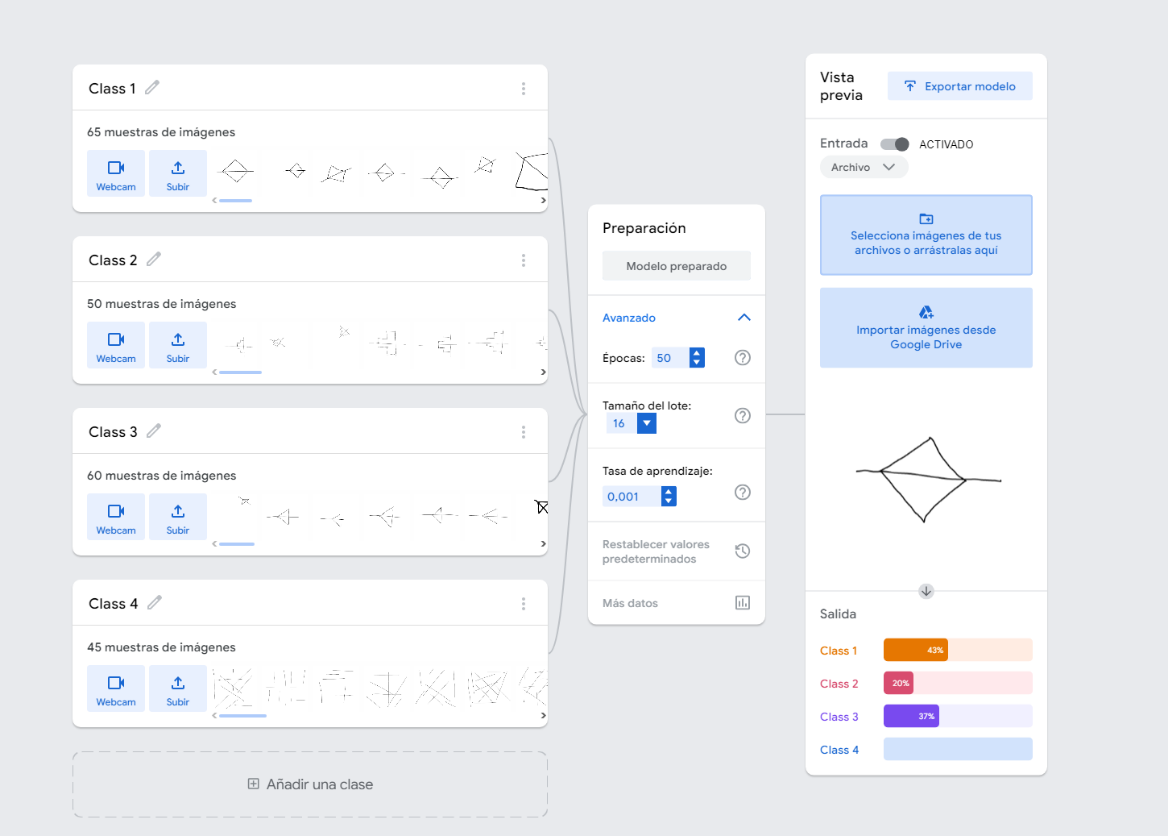 Class 1
65 muestras de imágenes
Webcam
Subir
Class 2
50 muestras de imágenes
Webcam
Subir
Class 3
60 muestras de imágenes
Webcam
Subir
Class 4
45 muestras de imágenes
Webcam
Subir
Añadir una clase
Preparación
Modelo preparado
Avanzado
Épocas: 50
Tamaño del lote:
16
Tasa de aprendizaje:
0,001
Restablecer valores
predeterminados
Más datos
Vista
previa
Exportar modelo
Entrada ACTIVADO
Archivo
Selecciona imágenes de tus
archivos o arrástralas aquí
Importar imágenes desde
Google Drive
Salida
Class 1 43%
Class 2 20%
Class 3 37%
Class 4